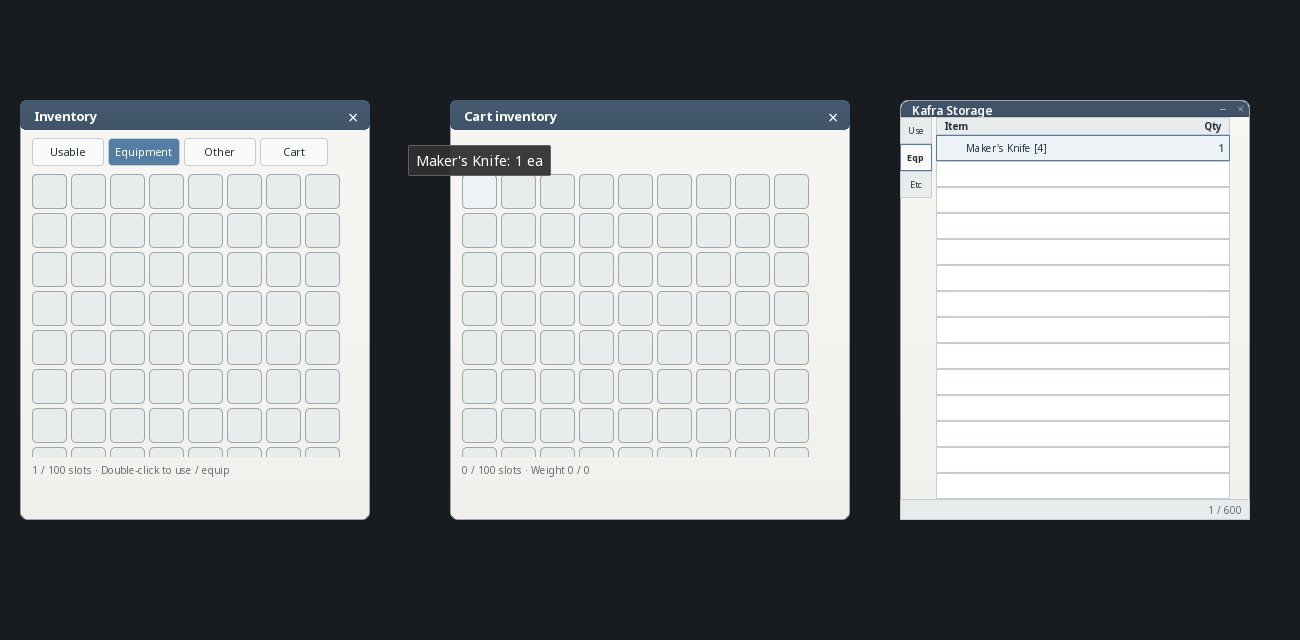 Inventory ×
Usable Equipment Other Cart
1 / 100 slots · Double-click to use / equip
Cart inventory ×
Maker's Knife: 1 ea
0 / 100 slots · Weight 0 / 0
Kafra Storage – ×
Use
Eqp
Etc
Item Qty
Maker's Knife [4] 1
1 / 600